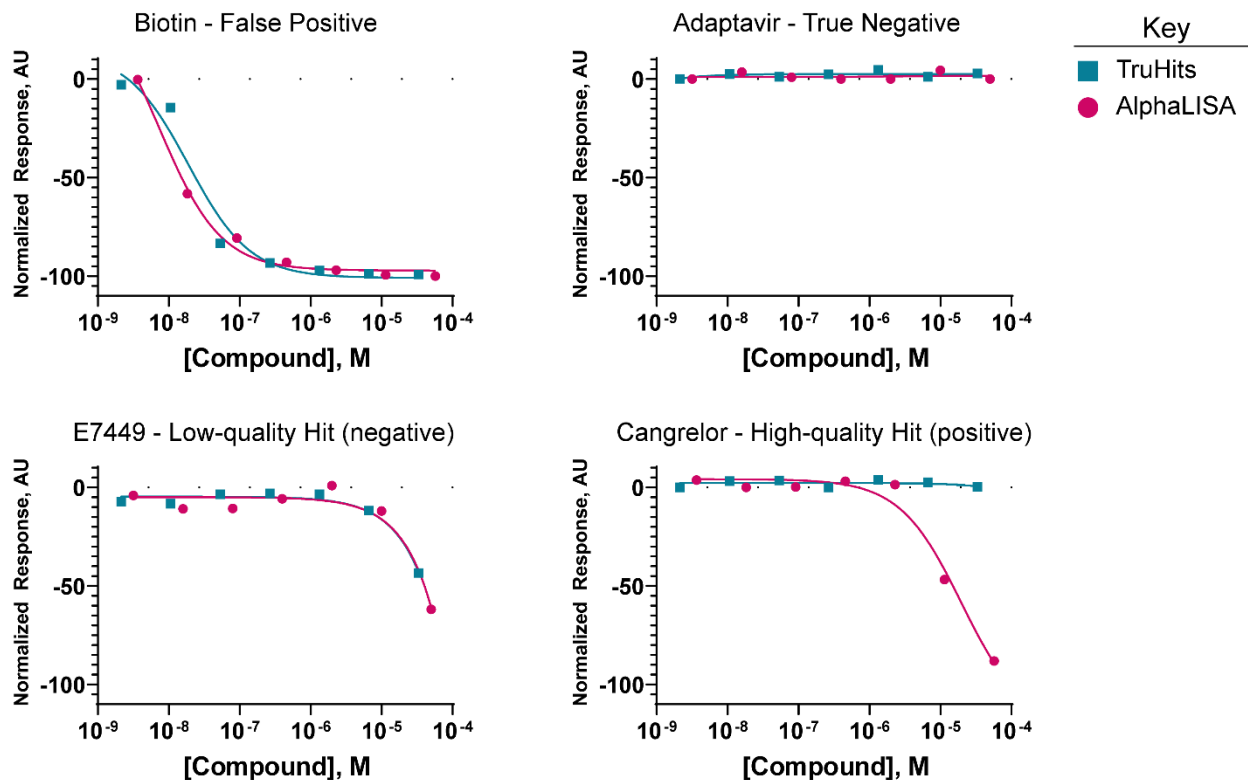 Biotin - False Positive
Adaptavir - True Negative
Key
TruHits
AlphaLISA
Normalized Response, AU
0
-50
-100
10-9 10-8 10-7 10-6 10-5 10-4
[Compound], M
Normalized Response, AU
0
-50
-100
10-9 10-8 10-7 10-6 10-5 10-4
[Compound], M
E7449 - Low-quality Hit (negative)
Cangrelor - High-quality Hit (positive)
Normalized Response, AU
0
-50
-100
10-9 10-8 10-7 10-6 10-5 10-4
[Compound], M
Normalized Response, AU
0
-50
-100
10-9 10-8 10-7 10-6 10-5 10-4
[Compound], M